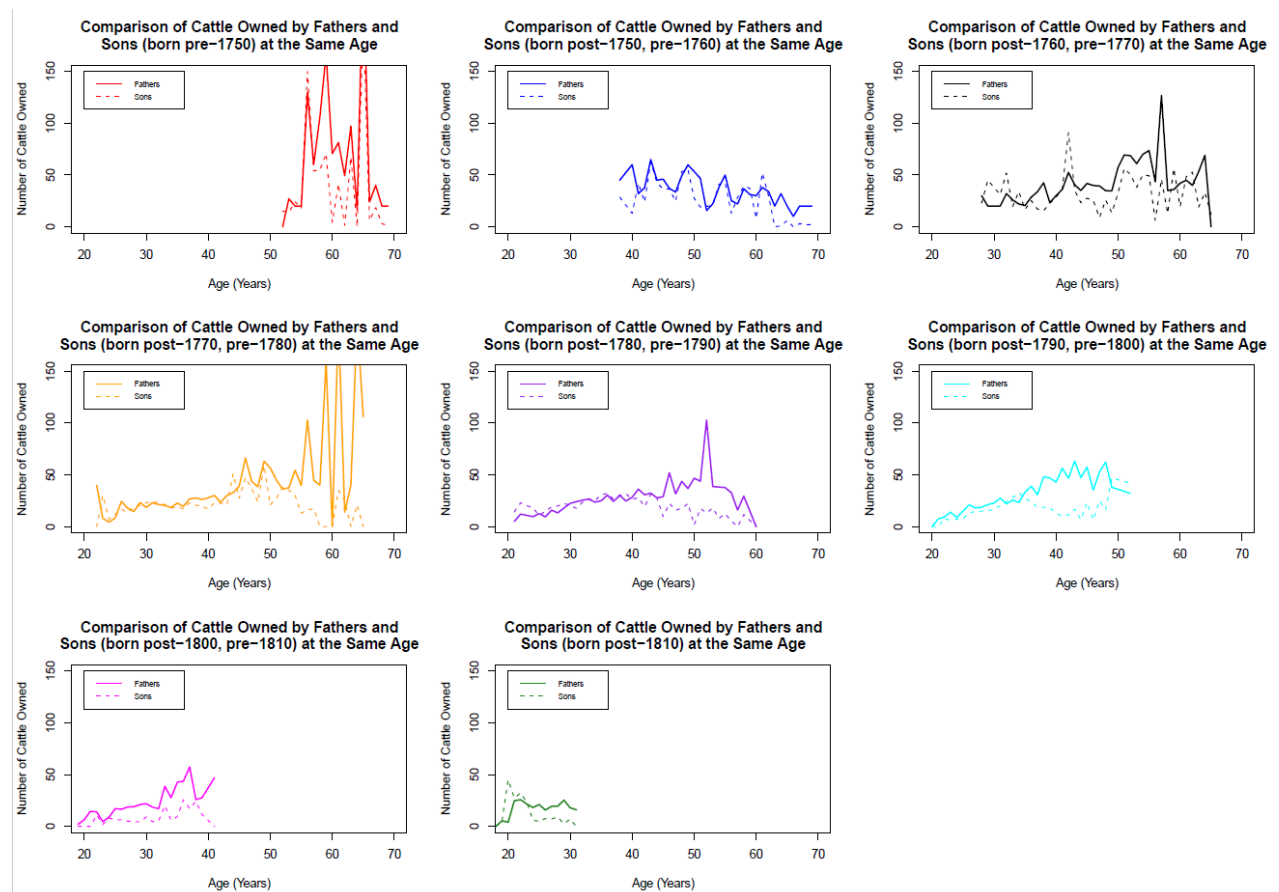 Comparison of Cattle Owned by Fathers and
Sons (born pre−1750) at the Same Age
Number of Cattle Owned
0 50 100 150
Fathers
Sons
20 30 40 50 60 70
Age (Years)
Comparison of Cattle Owned by Fathers and
Sons (born post−1750, pre−1760) at the Same Age
Number of Cattle Owned
0 50 100 150
Fathers
Sons
20 30 40 50 60 70
Age (Years)
Comparison of Cattle Owned by Fathers and
Sons (born post−1760, pre−1770) at the Same Age
Number of Cattle Owned
0 50 100 150
Fathers
Sons
20 30 40 50 60 70
Age (Years)
Comparison of Cattle Owned by Fathers and
Sons (born post−1770, pre−1780) at the Same Age
Number of Cattle Owned
0 50 100 150
Fathers
Sons
20 30 40 50 60 70
Age (Years)
Comparison of Cattle Owned by Fathers and
Sons (born post−1780, pre−1790) at the Same Age
Number of Cattle Owned
0 50 100 150
Fathers
Sons
20 30 40 50 60 70
Age (Years)
Comparison of Cattle Owned by Fathers and
Sons (born post−1790, pre−1800) at the Same Age
Number of Cattle Owned
0 50 100 150
Fathers
Sons
20 30 40 50 60 70
Age (Years)
Comparison of Cattle Owned by Fathers and
Sons (born post−1800, pre−1810) at the Same Age
Number of Cattle Owned
0 50 100 150
Fathers
Sons
20 30 40 50 60 70
Age (Years)
Comparison of Cattle Owned by Fathers and
Sons (born post−1810) at the Same Age
Number of Cattle Owned
0 50 100 150
Fathers
Sons
20 30 40 50 60 70
Age (Years)